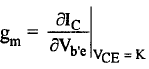 g_m = ∂I_C / ∂V_b'e | V_CE = K